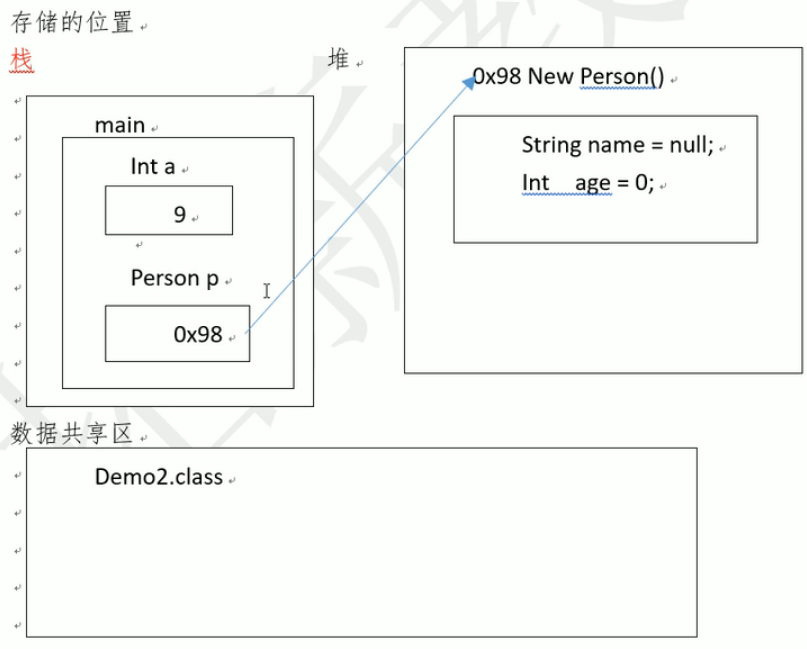 存储的位置
栈
堆
main
Int a
9
Person p
0x98
0x98 New Person()
String name = null;
Int age = 0;
数据共享区
Demo2.class